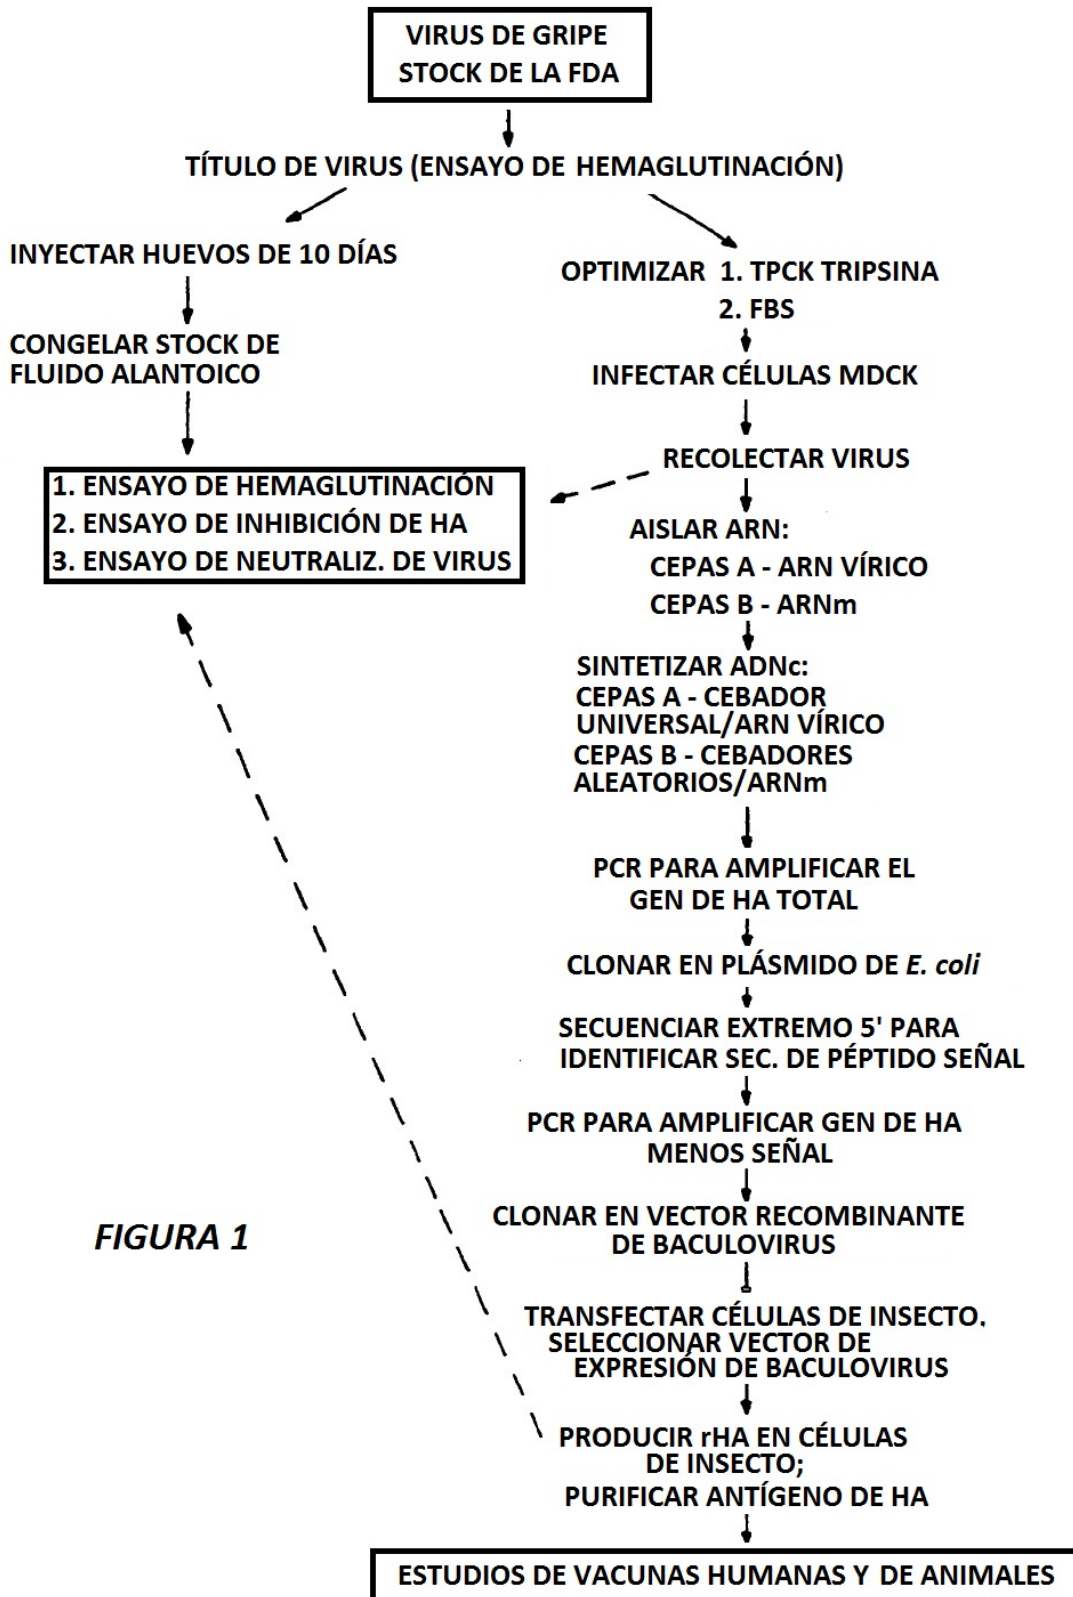 VIRUS DE GRIPE
STOCK DE LA FDA
TÍTULO DE VIRUS (ENSAYO DE HEMAGLUTINACIÓN)
INYECTAR HUEVOS DE 10 DÍAS
CONGELAR STOCK DE
FLUIDO ALANTOICO
1. ENSAYO DE HEMAGLUTINACIÓN
2. ENSAYO DE INHIBICIÓN DE HA
3. ENSAYO DE NEUTRALIZ. DE VIRUS
OPTIMIZAR 1. TPCK TRIPSINA
2. FBS
INFECTAR CÉLULAS MDCK
RECOLECTAR VIRUS
AISLAR ARN:
CEPAS A - ARN VÍRICO
CEPAS B - ARNm
SINTETIZAR ADNc:
CEPAS A - CEBADOR
UNIVERSAL/ARN VÍRICO
CEPAS B - CEBADORES
ALEATORIOS/ARNm
PCR PARA AMPLIFICAR EL
GEN DE HA TOTAL
CLONAR EN PLÁSMIDO DE E. coli
SECUENCIAR EXTREMO 5' PARA
IDENTIFICAR SEC. DE PÉPTIDO SEÑAL
PCR PARA AMPLIFICAR GEN DE HA
MENOS SEÑAL
CLONAR EN VECTOR RECOMBINANTE
DE BACULOVIRUS
TRANSFECTAR CÉLULAS DE INSECTO.
SELECCIONAR VECTOR DE
EXPRESIÓN DE BACULOVIRUS
PRODUCIR rHA EN CÉLULAS
DE INSECTO;
PURIFICAR ANTÍGENO DE HA
ESTUDIOS DE VACUNAS HUMANAS Y DE ANIMALES
FIGURA 1